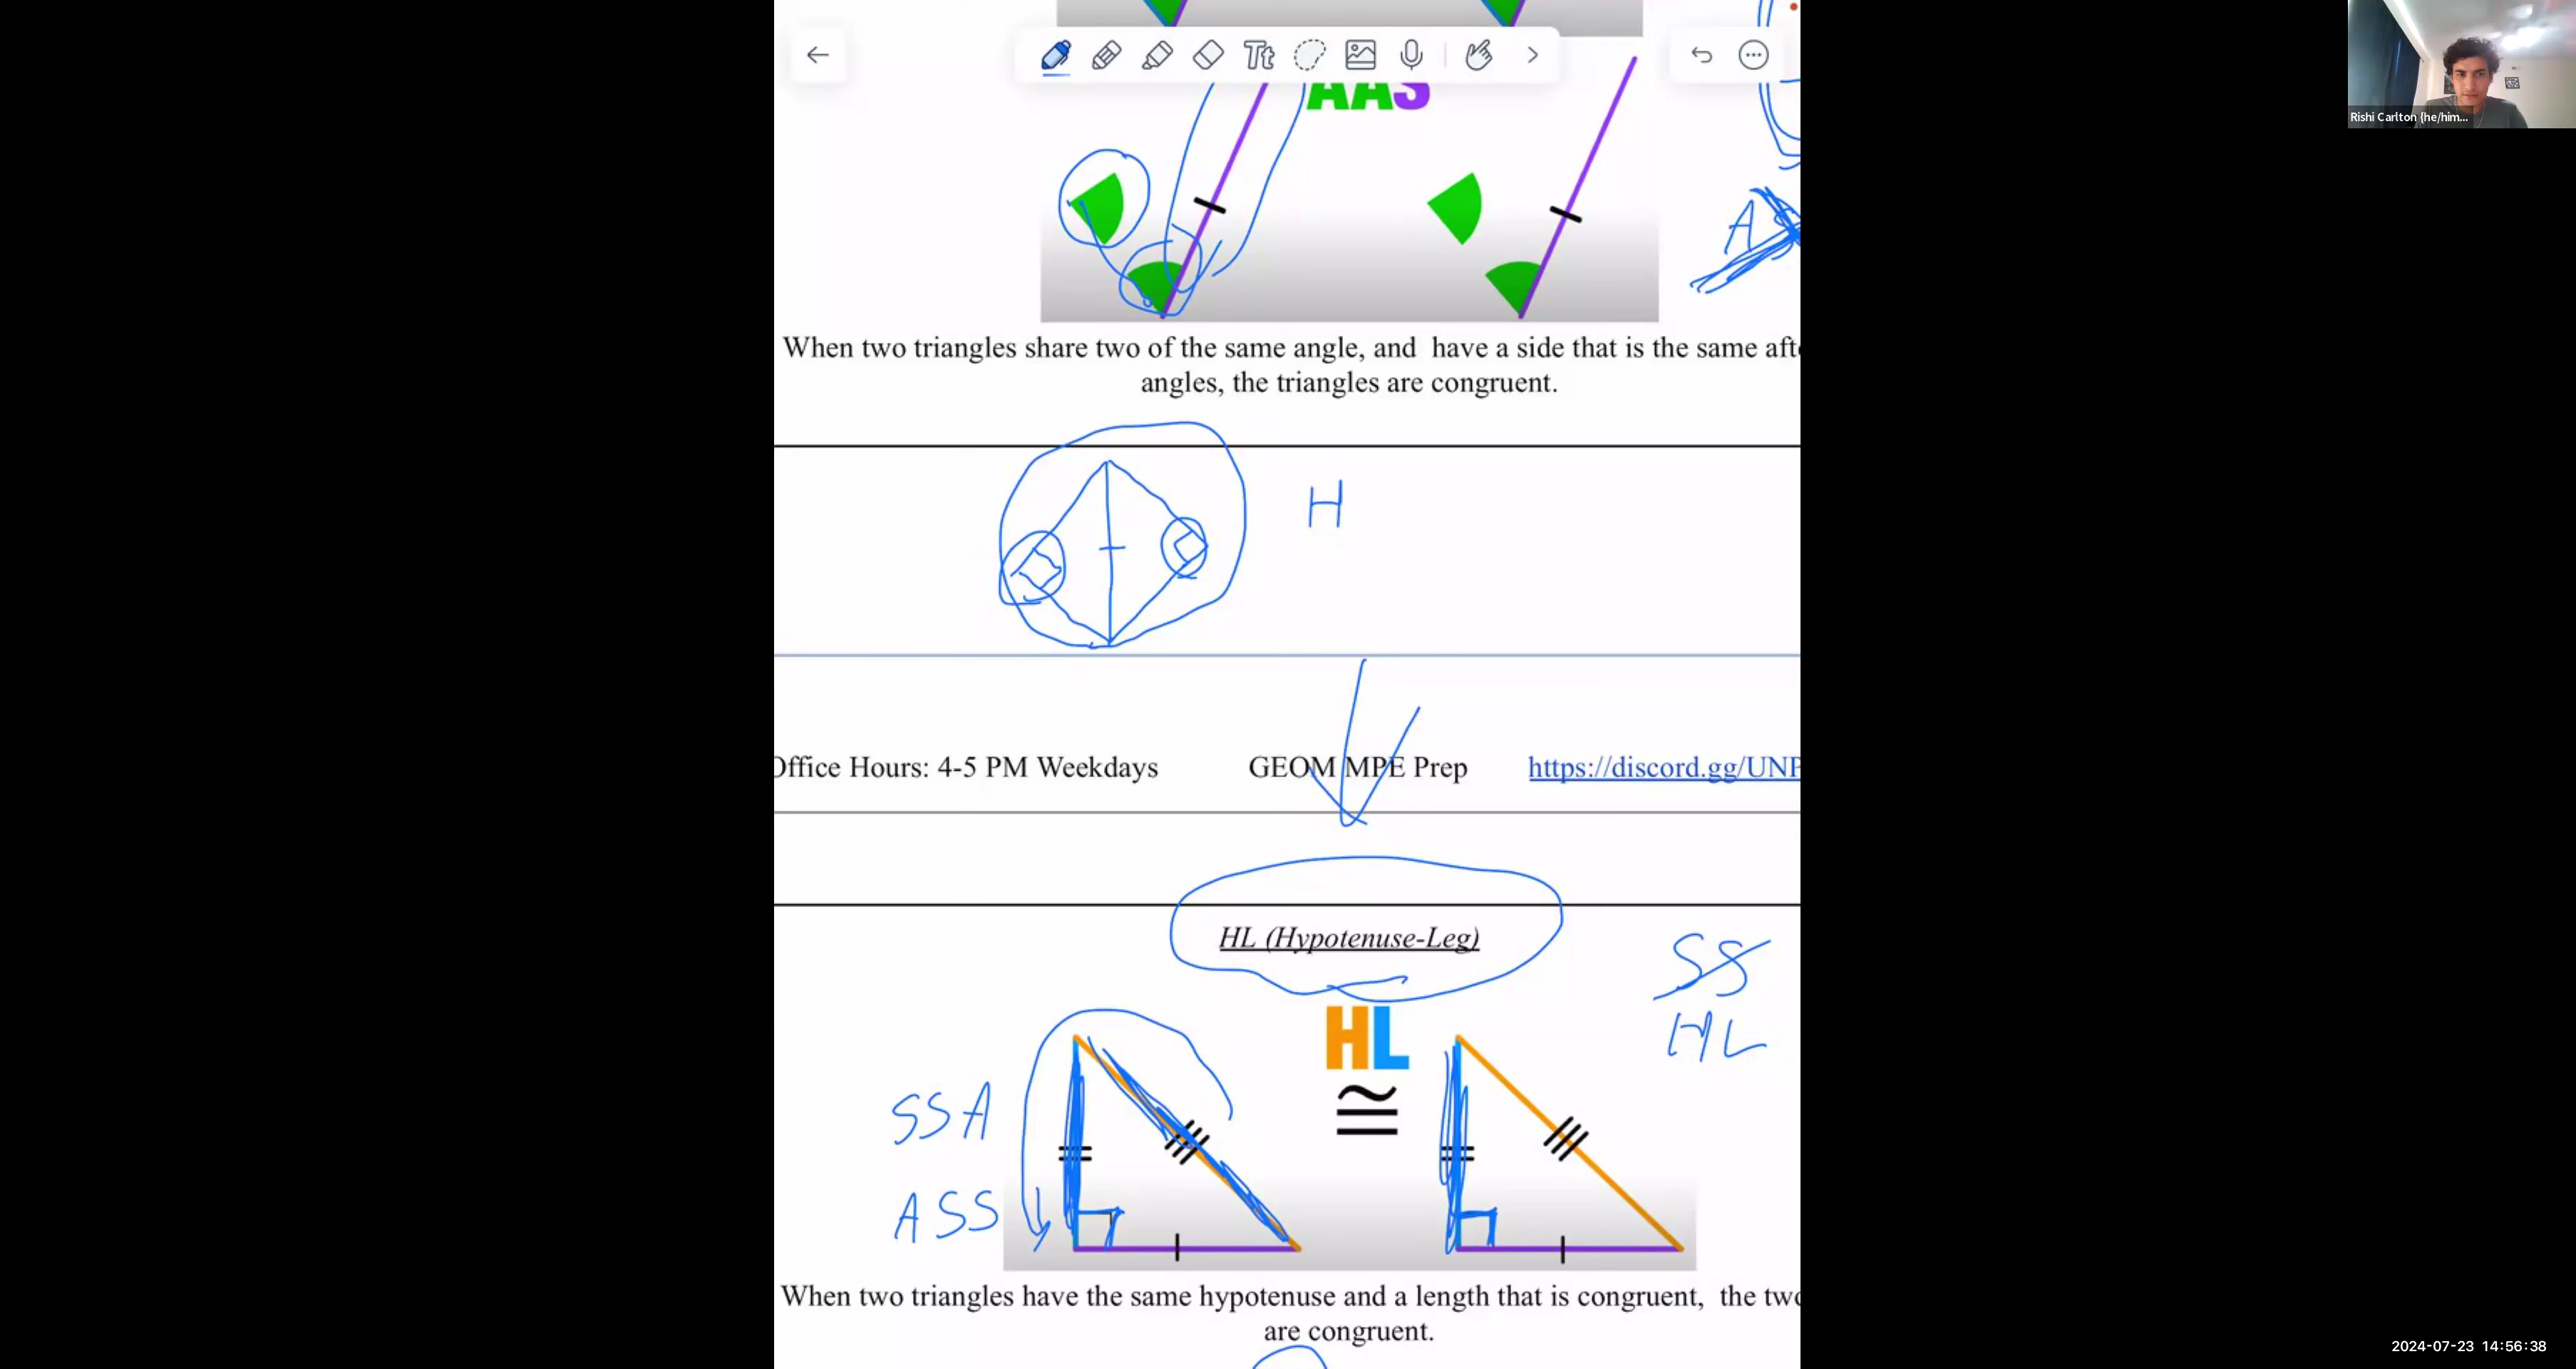 Tt
Rishi Carlton (he/him...
AAS
A
When two triangles share two of the same angle, and have a side that is the same
angles, the triangles are congruent.
H
Office Hours: 4-5 PM Weekdays GEOM MPE Prep https://discord.gg/UNP
HL (Hypotenuse-Leg)
SS
HL
HL
≅
SSA
ASS
When two triangles have the same hypotenuse and a length that is congruent, the two
are congruent.
2024-07-23 14:56:38